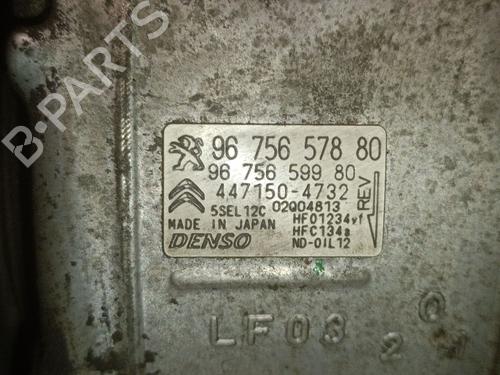 B-PARTS
96 756 578 80
96 756 599 80
447150-4732
5SEL12C 02Q04813
MADE IN JAPAN HFO1234yf
HFC134a
DENSO ND-OIL12
REV
LF03